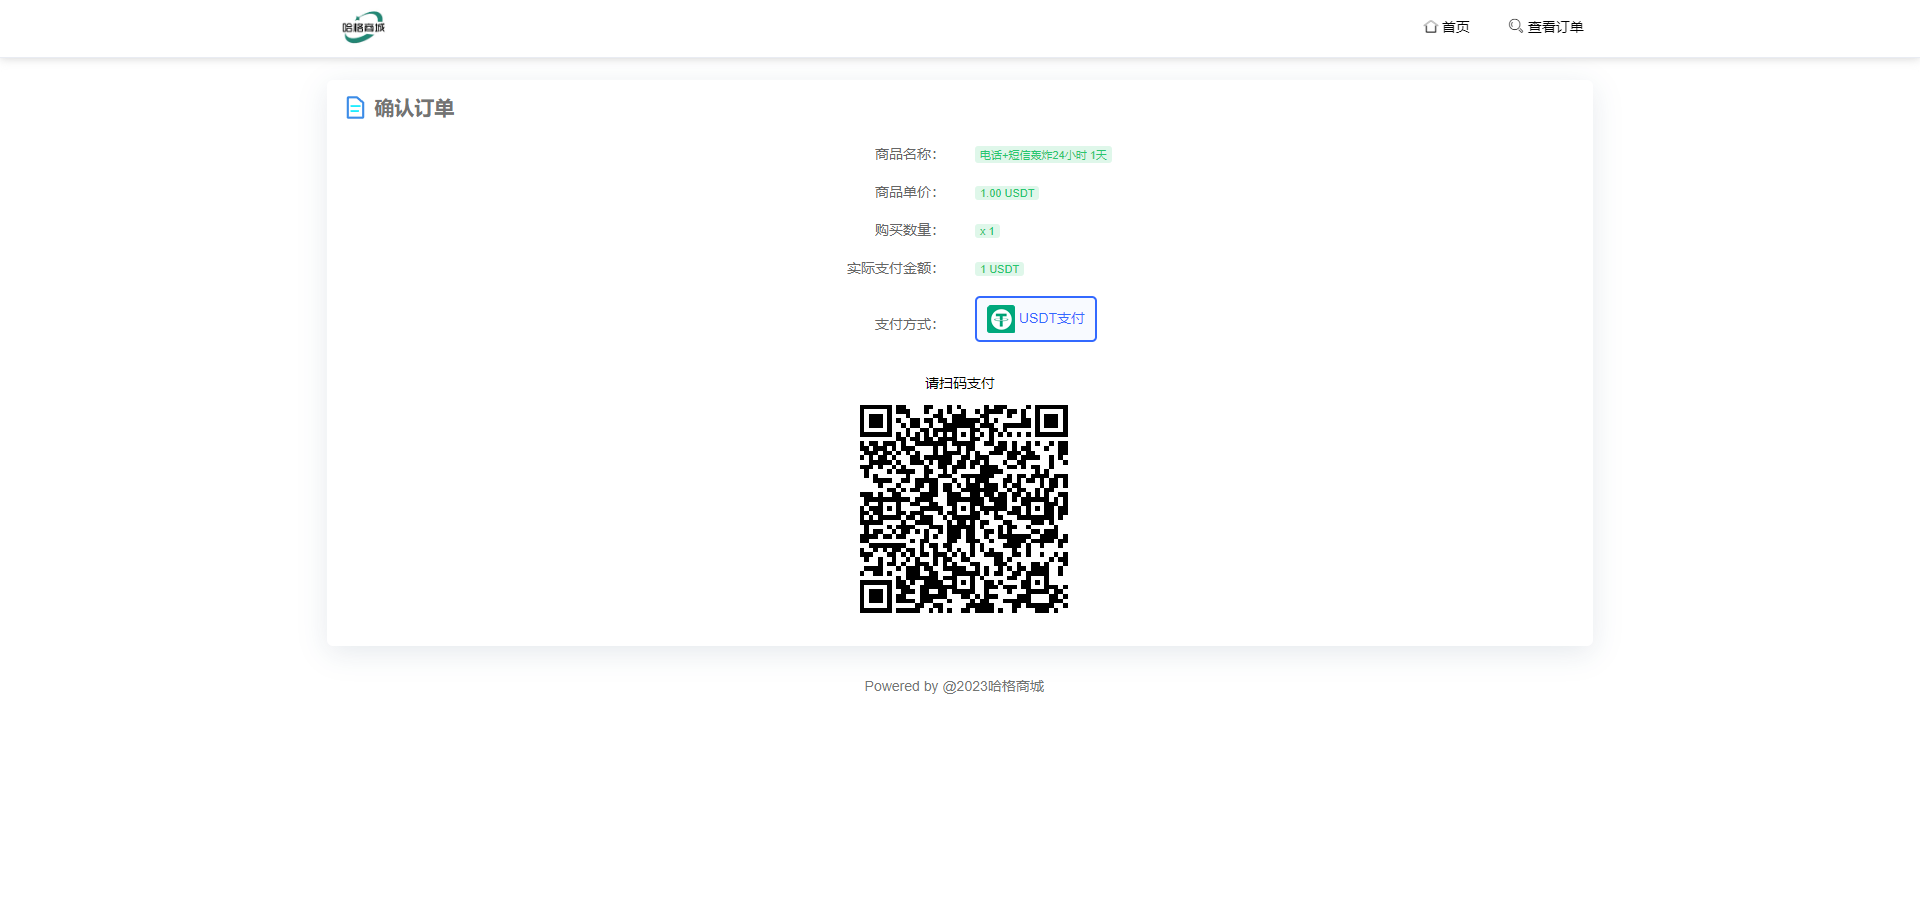 哈格商城
首页
查看订单
确认订单
商品名称：
电话+短信轰炸24小时 1天
商品单价：
1.00 USDT
购买数量：
x 1
实际支付金额：
1 USDT
支付方式：
USDT支付
请扫码支付
Powered by @2023哈格商城